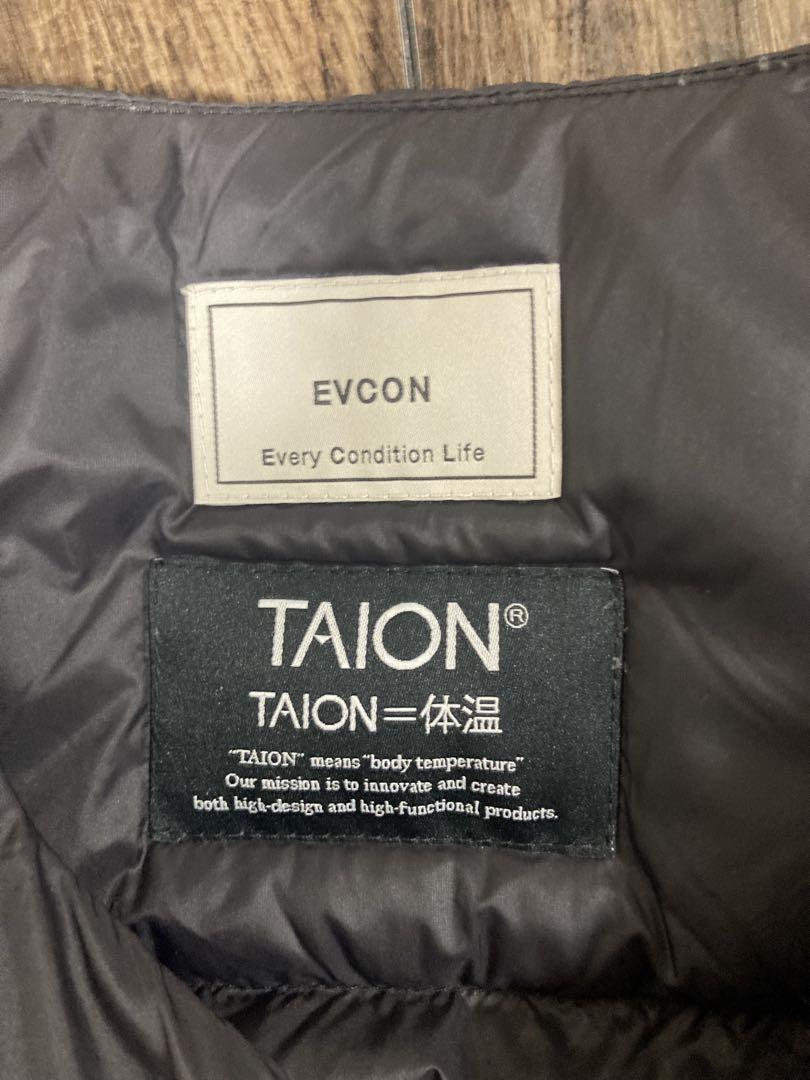 EVCON
Every Condition Life
TAION®
TAION=体温
"TAION" means "body temperature"
Our mission is to innovate and create
both high-design and high-functional products.